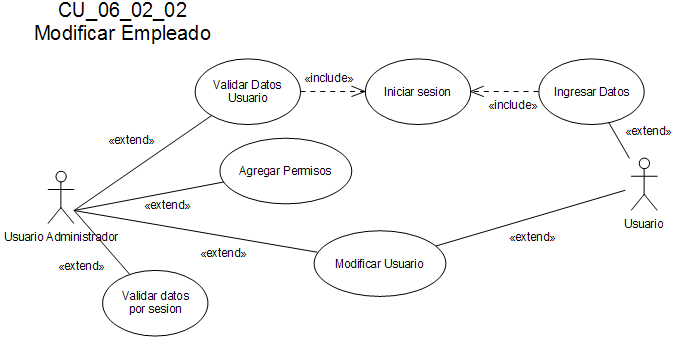 CU_06_02_02
Modificar Empleado
Validar Datos
Usuario
«include»
Iniciar sesion
«include»
Ingresar Datos
«extend»
«extend»
Agregar Permisos
«extend»
Usuario Administrador
Usuario
«extend»
«extend»
Modificar Usuario
«extend»
Validar datos
por sesion